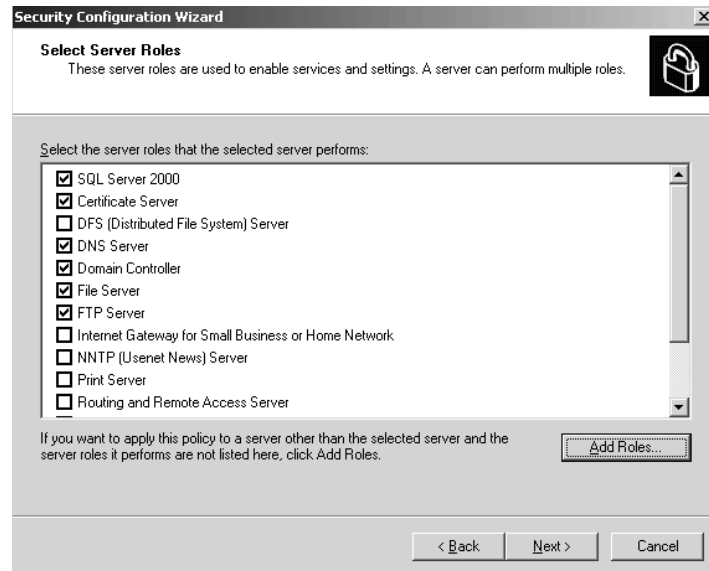 Security Configuration Wizard
Select Server Roles
These server roles are used to enable services and settings. A server can perform multiple roles.
Select the server roles that the selected server performs:
SQL Server 2000
Certificate Server
DFS (Distributed File System) Server
DNS Server
Domain Controller
File Server
FTP Server
Internet Gateway for Small Business or Home Network
NNTP (Usenet News) Server
Print Server
Routing and Remote Access Server
If you want to apply this policy to a server other than the selected server and the
server roles it performs are not listed here, click Add Roles.
Add Roles...
< Back
Next >
Cancel